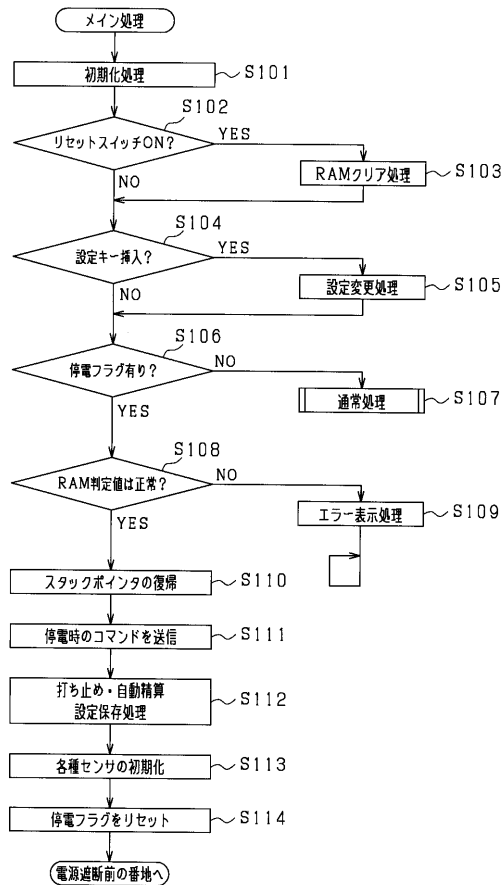 メイン処理
初期化処理
S101
S102
リセットスイッチON?
YES
RAMクリア処理
S103
NO
S104
設定キー挿入?
YES
設定変更処理
S105
NO
S106
停電フラグ有り?
NO
通常処理
S107
YES
S108
RAM判定値は正常?
NO
エラー表示処理
S109
YES
スタックポインタの復帰
S110
停電時のコマンドを送信
S111
打ち止め・自動精算
設定保存処理
S112
各種センサの初期化
S113
停電フラグをリセット
S114
電源遮断前の番地へ